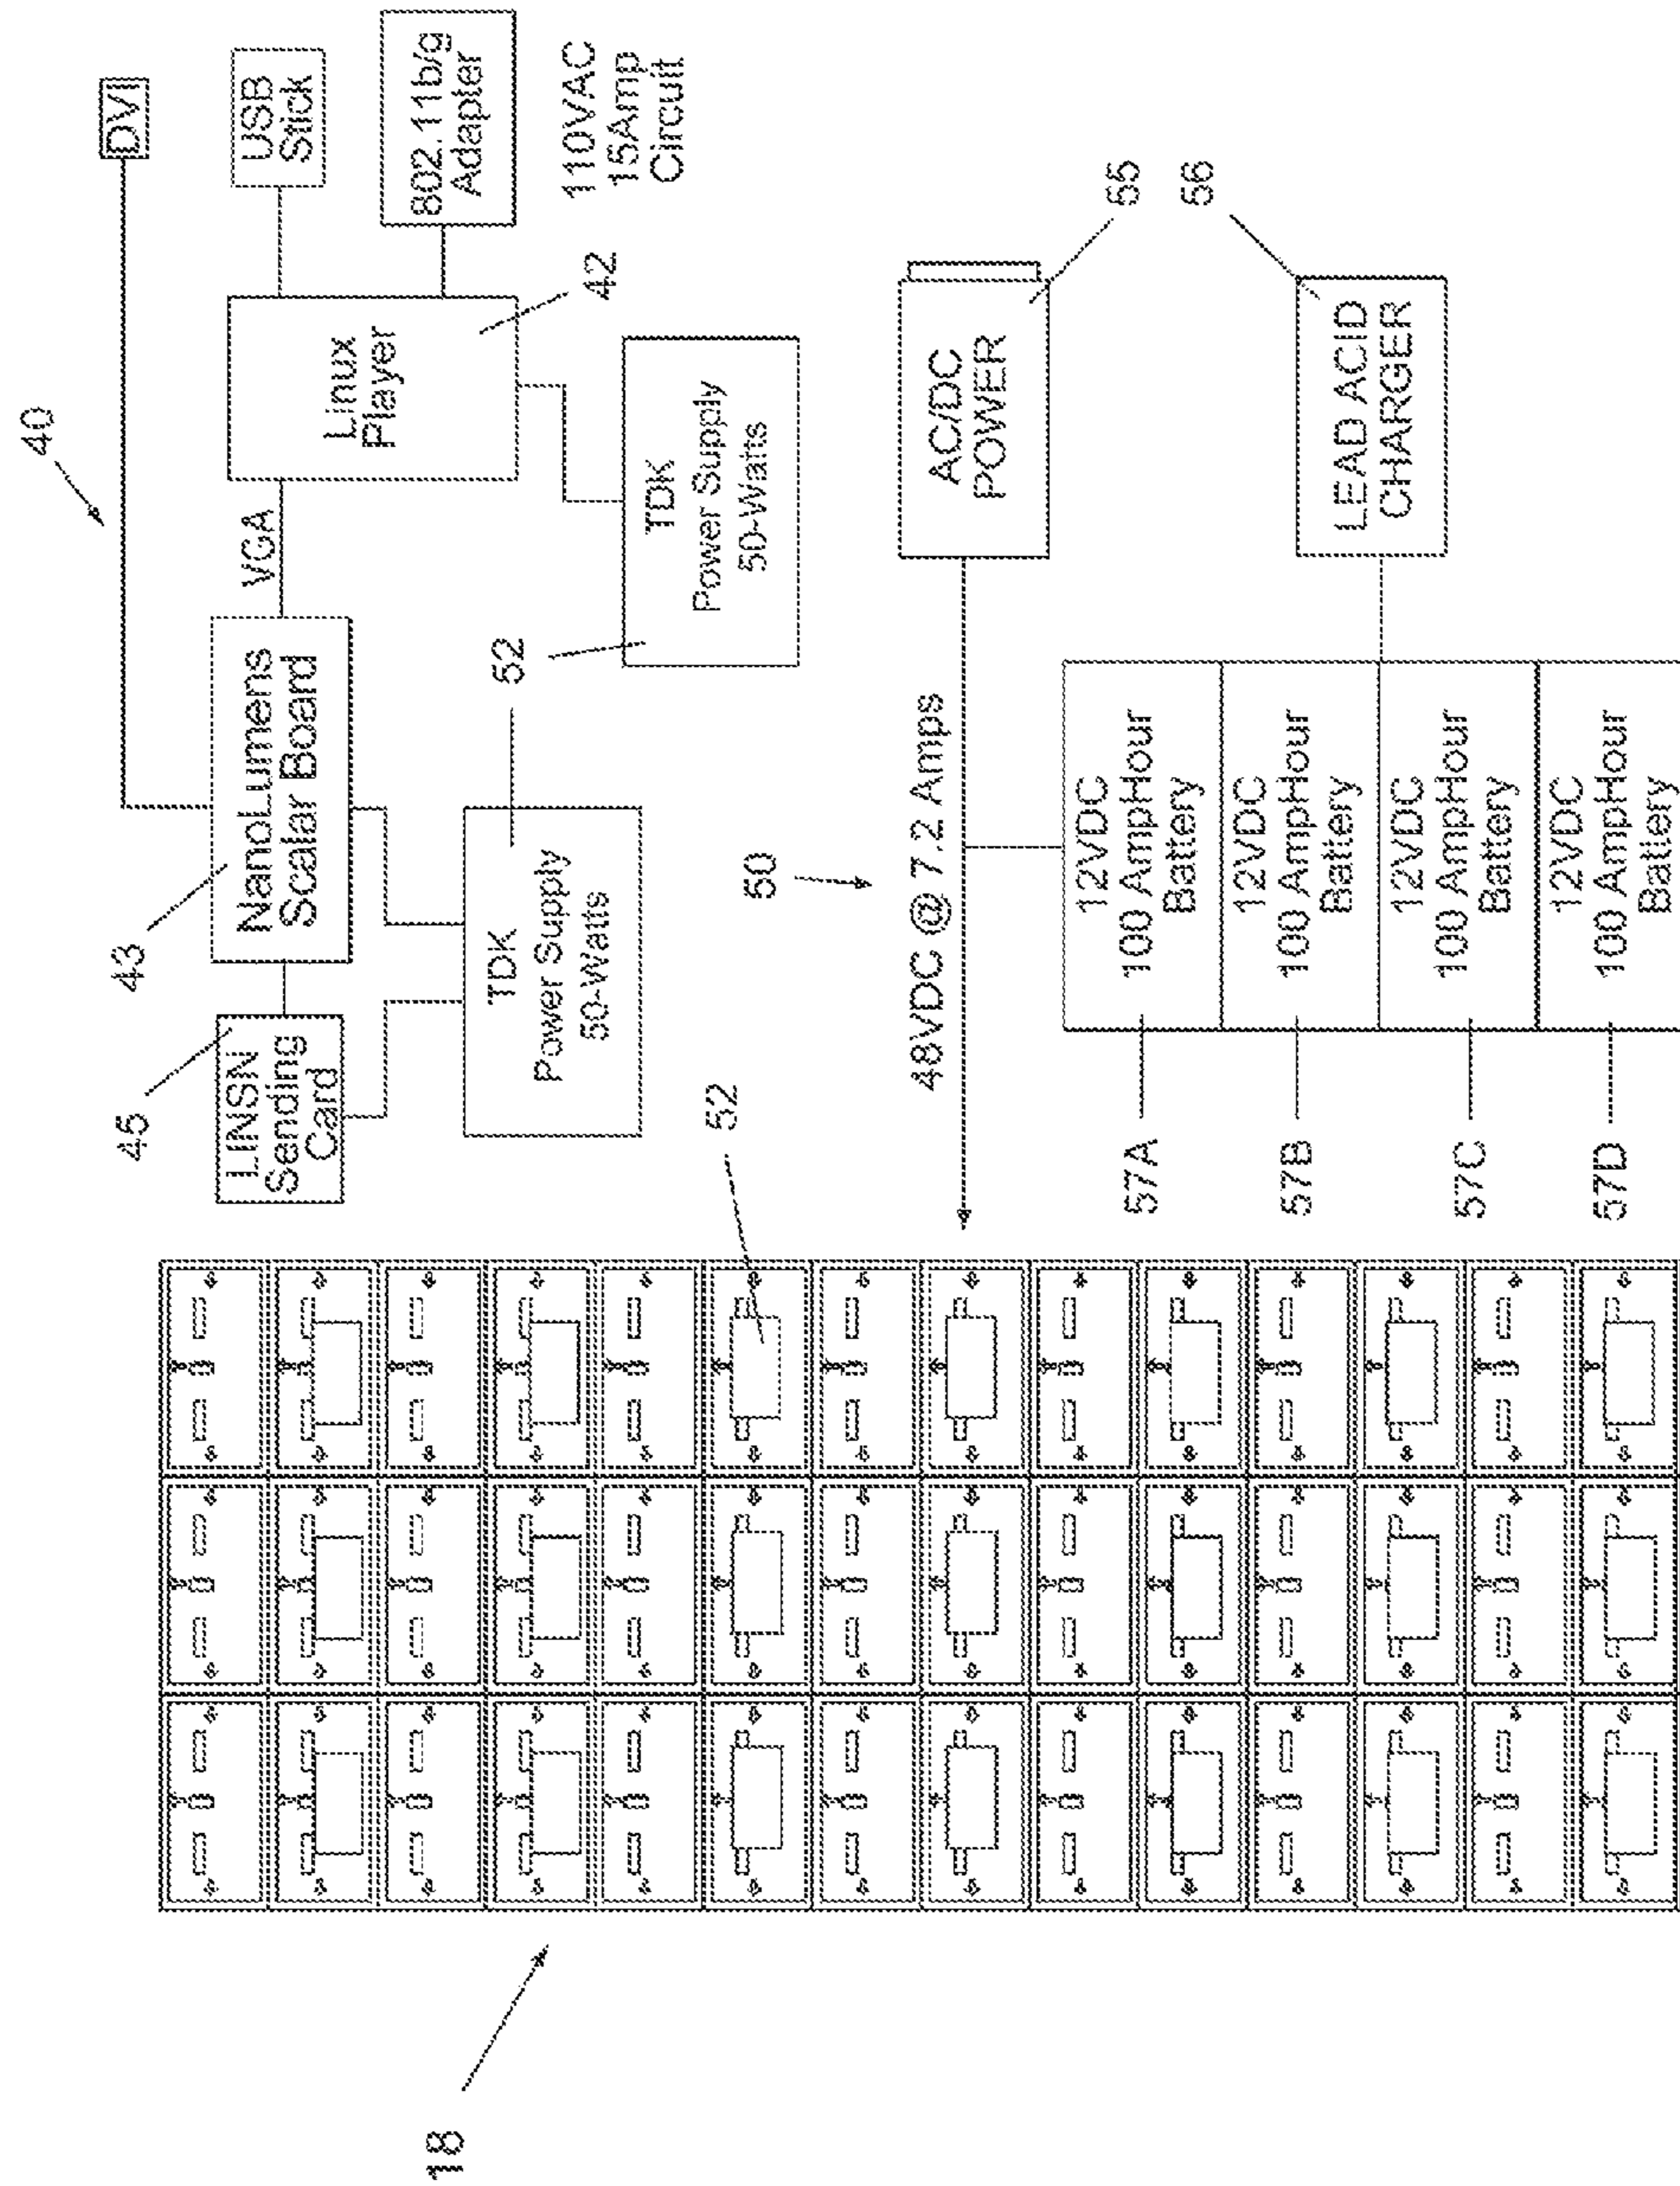 40
DVI
45
43
LINSN
Sending
Card
NanoLumens
Scalar Board
VGA
Linux
Player
USB
Stick
802.11b/g
Adapter
42
110VAC
15Amp
Circuit
52
TDK
Power Supply
50-Watts
TDK
Power Supply
50-Watts
52
18
50
48VDC @ 7.2 Amps
AC/DC
POWER
55
56
57A
12VDC
100 AmpHour
Battery
57B
12VDC
100 AmpHour
Battery
LEAD ACID
CHARGER
57C
12VDC
100 AmpHour
Battery
57D
12VDC
100 AmpHour
Battery